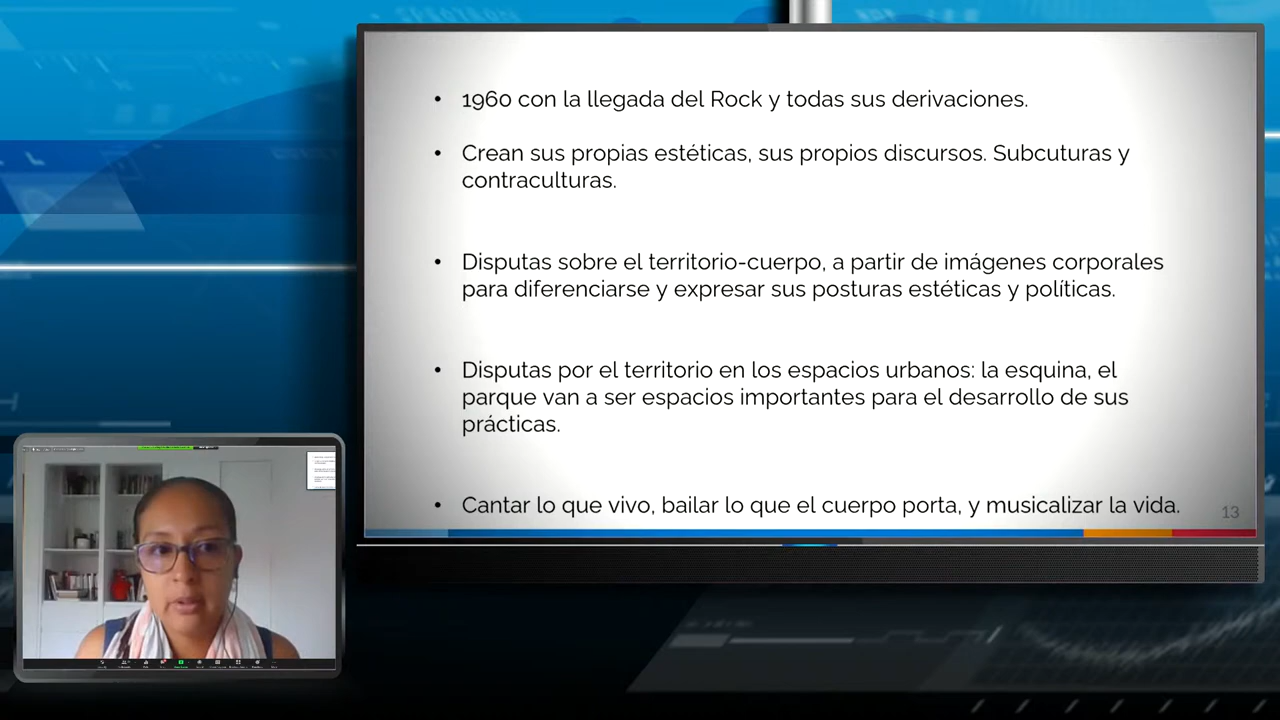 • 1960 con la llegada del Rock y todas sus derivaciones.
• Crean sus propias estéticas, sus propios discursos. Subcuturas y
contraculturas.
• Disputas sobre el territorio-cuerpo, a partir de imágenes corporales
para diferenciarse y expresar sus posturas estéticas y políticas.
• Disputas por el territorio en los espacios urbanos: la esquina, el
parque van a ser espacios importantes para el desarrollo de sus
prácticas.
• Cantar lo que vivo, bailar lo que el cuerpo porta, y musicalizar la vida.
13